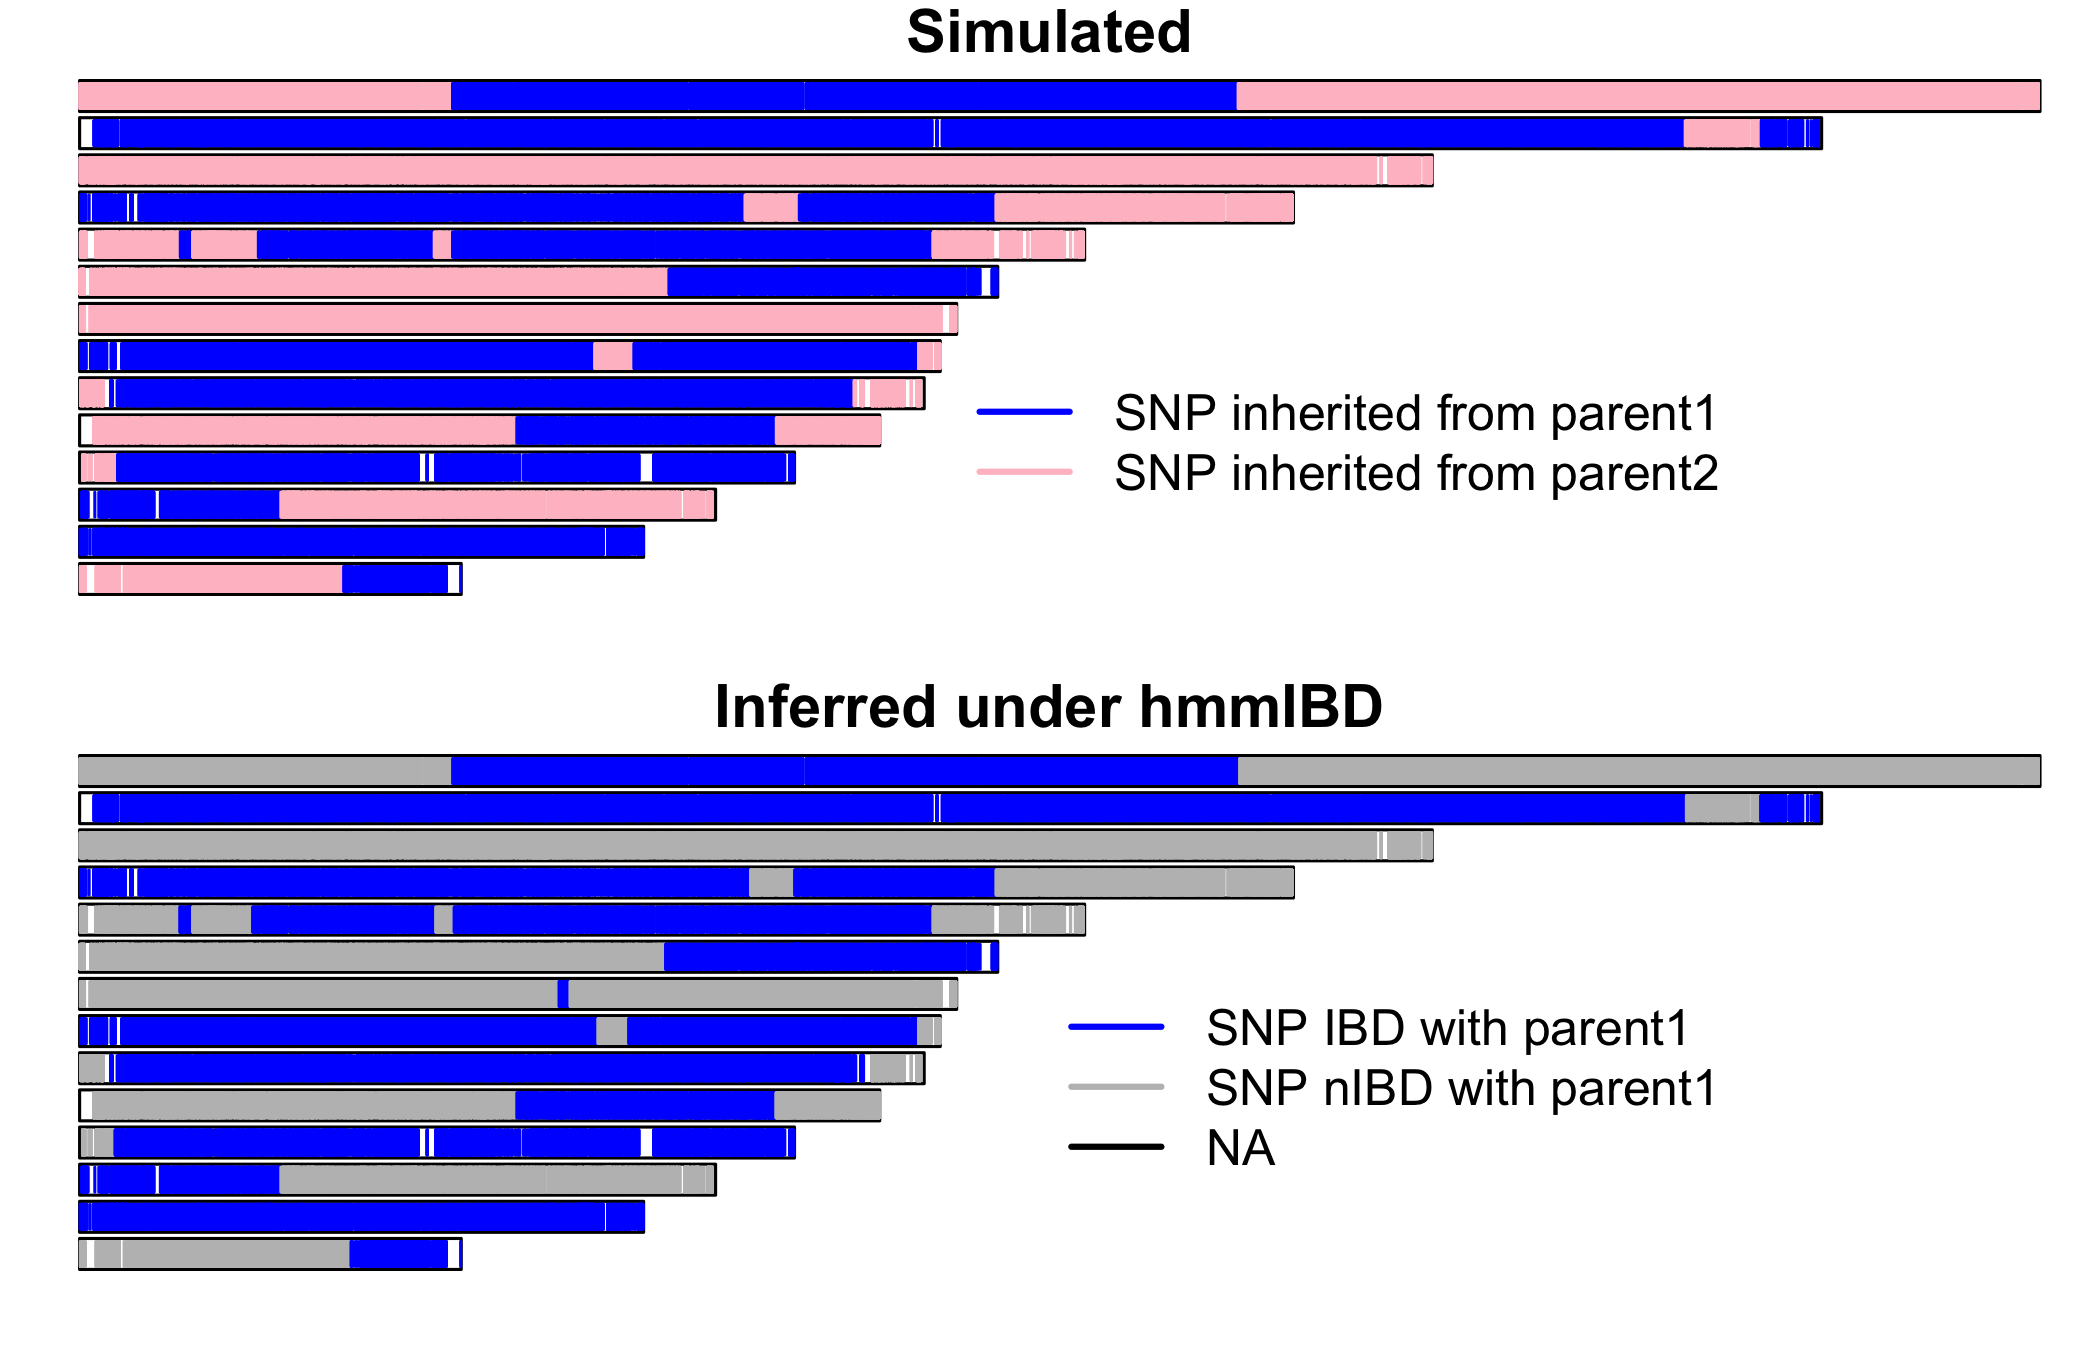 Simulated
SNP inherited from parent1
SNP inherited from parent2
Inferred under hmmIBD
SNP IBD with parent1
SNP nIBD with parent1
NA